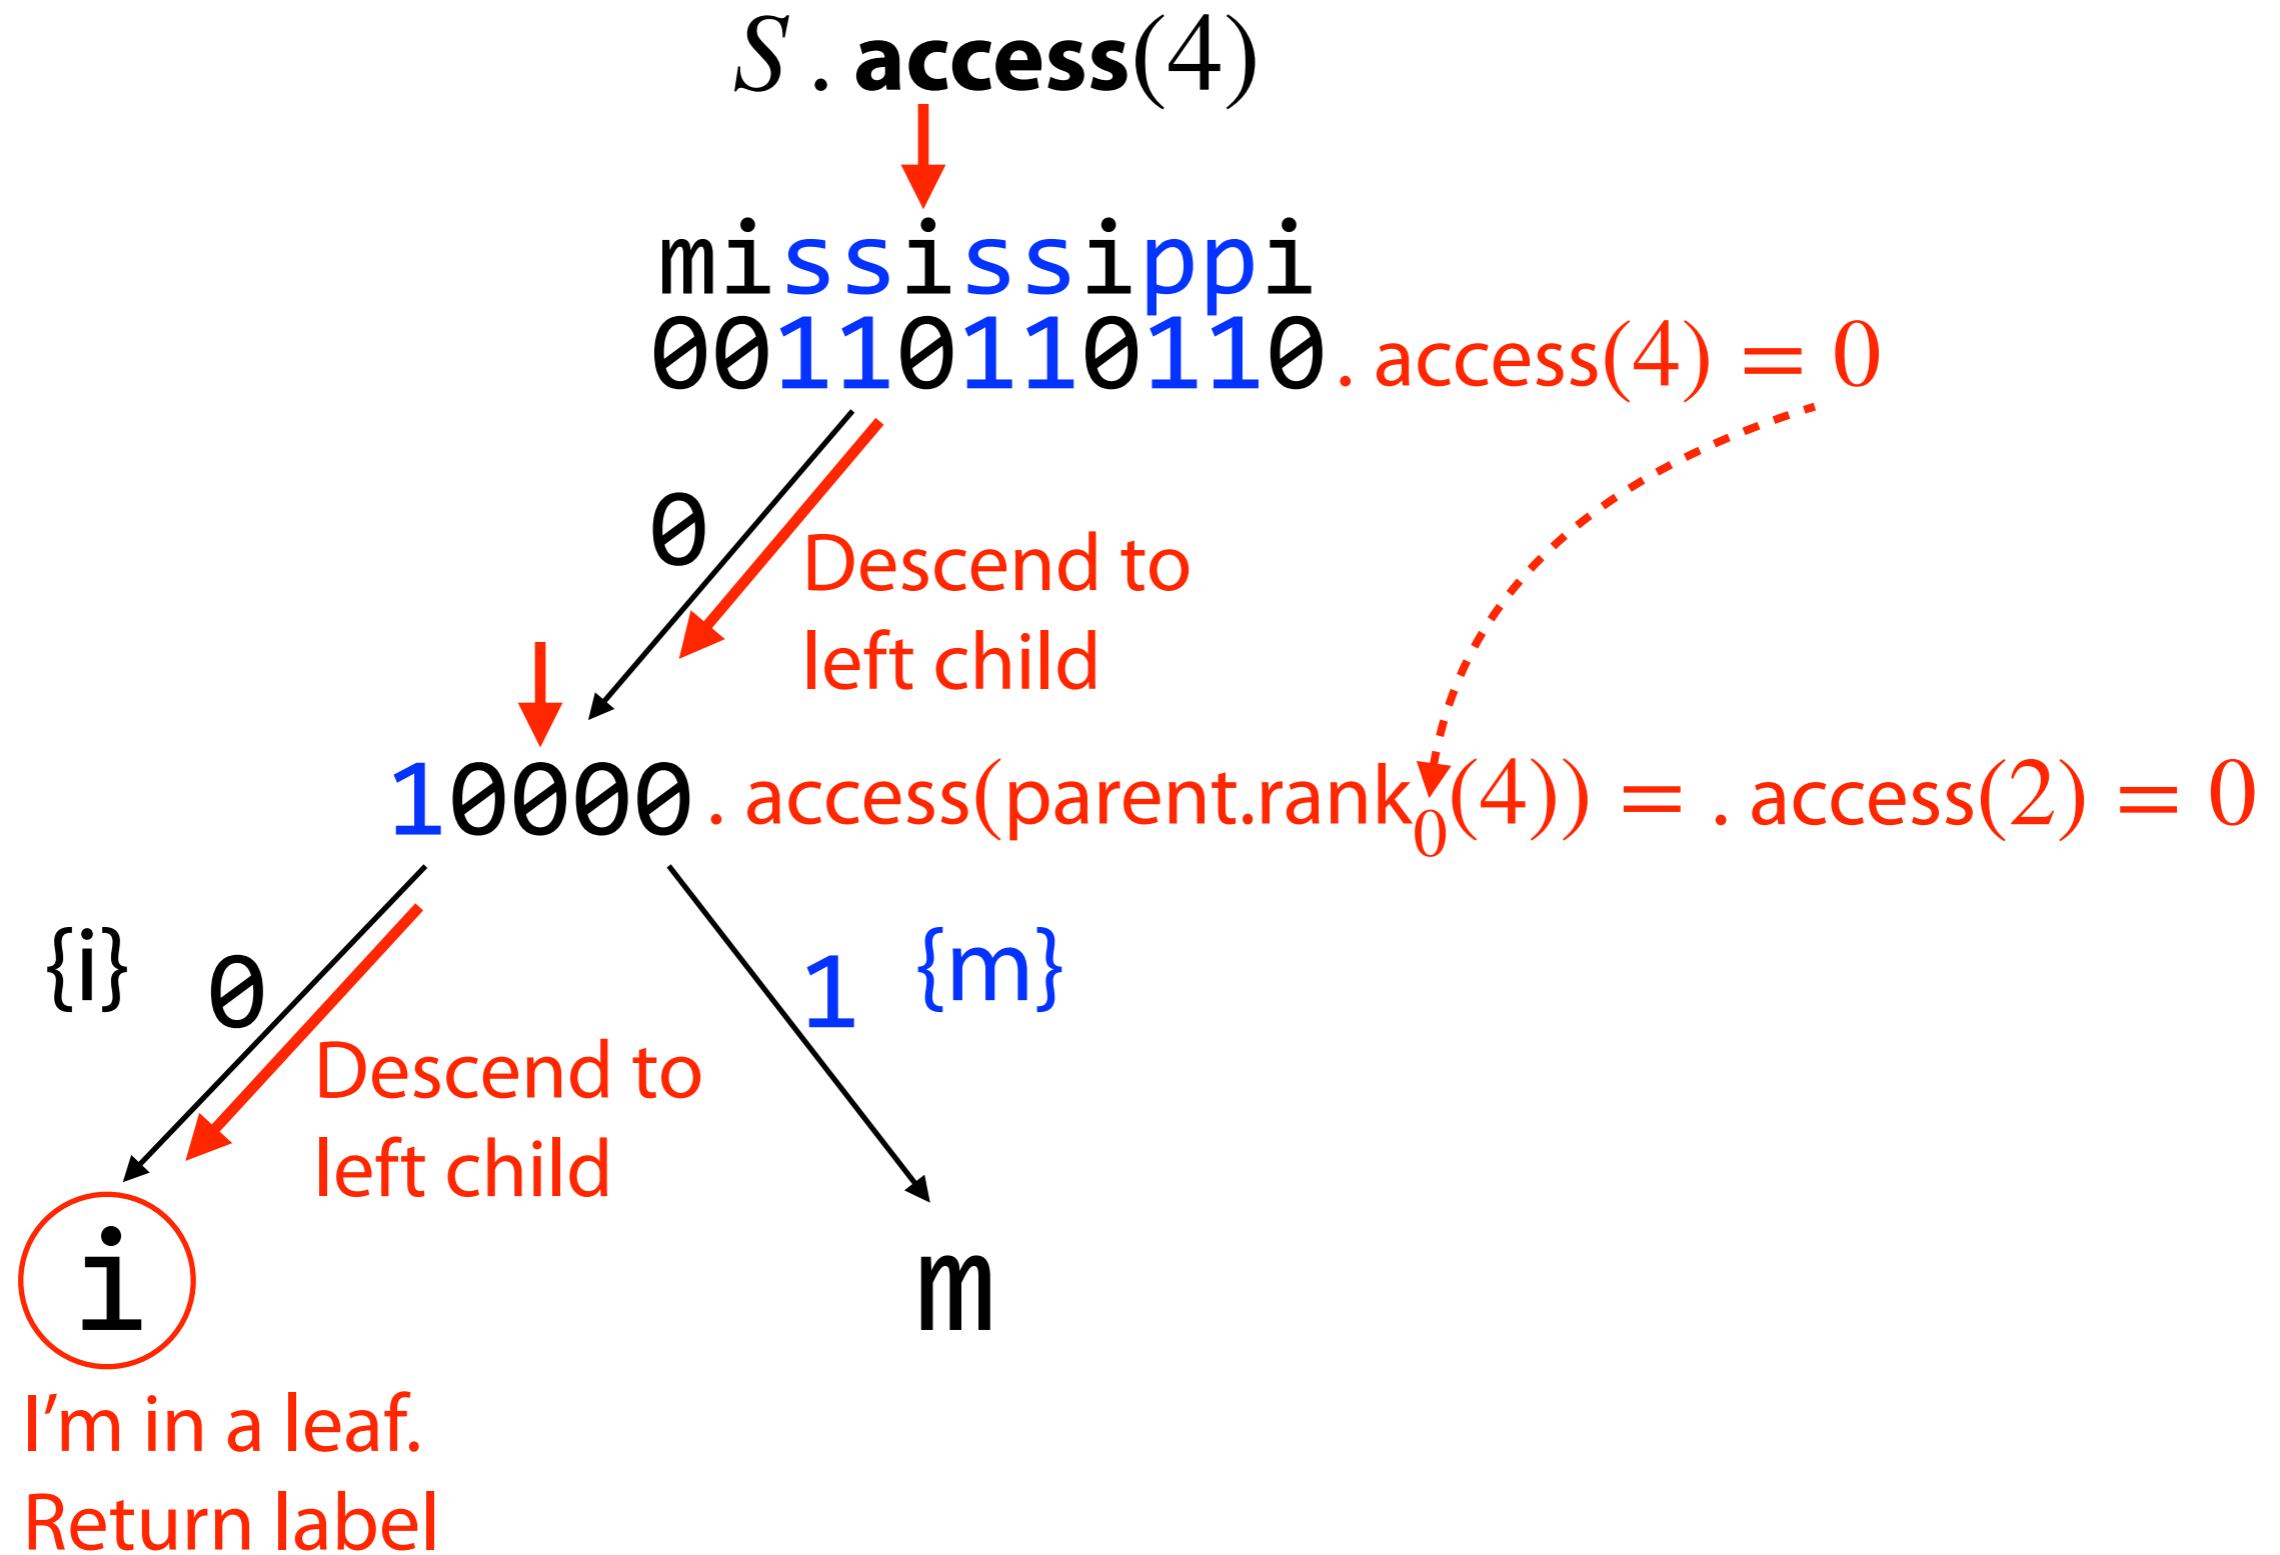 S.access(4)
mississippi
00110110110.access(4) = 0
0
Descend to
left child
10000.access(parent.rank₀(4)) = .access(2) = 0
{i} 0
1 {m}
Descend to
left child
i
m
I'm in a leaf.
Return label